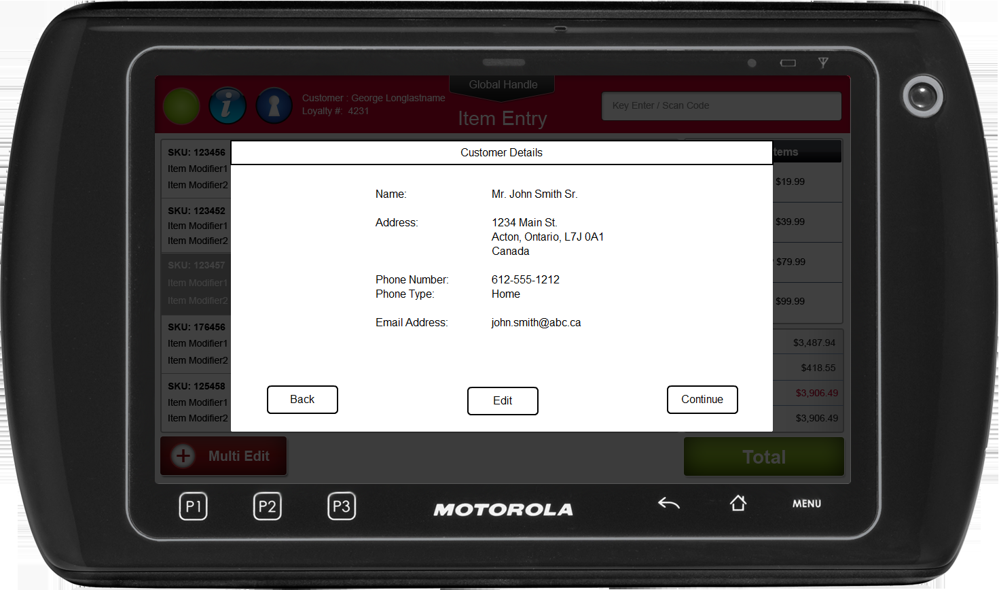 Global Handle
Customer : George Longlastname
Loyalty #: 4231
Item Entry
Key Enter / Scan Code
SKU: 123456
Item Modifier1
Item Modifier2
SKU: 123452
Item Modifier1
Item Modifier2
SKU: 123457
Item Modifier1
Item Modifier2
SKU: 176456
Item Modifier1
Item Modifier2
SKU: 125458
Item Modifier1
Item Modifier2
Customer Details
Name: Mr. John Smith Sr.
Address: 1234 Main St.
Acton, Ontario, L7J 0A1
Canada
Phone Number: 612-555-1212
Phone Type: Home
Email Address: john.smith@abc.ca
Back
Edit
Continue
tems
$19.99
$39.99
$79.99
$99.99
$3,487.94
$418.55
$3,906.49
$3,906.49
Multi Edit
Total
P1 P2 P3
MOTOROLA
MENU